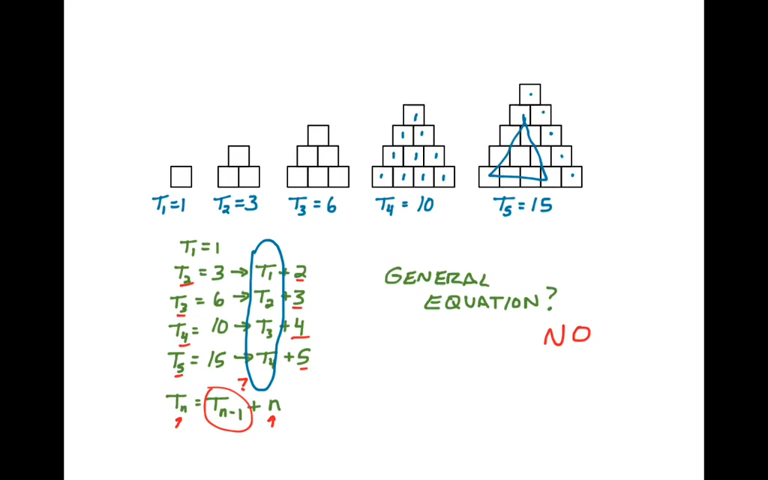 T₁=1 T₂=3 T₃=6 T₄=10 T₅=15
T₁=1
T₂=3→T₁+2
T₃=6→T₂+3
T₄=10→T₃+4
T₅=15→T₄+5
?
Tₙ=Tₙ₋₁+n
GENERAL
EQUATION?
NO